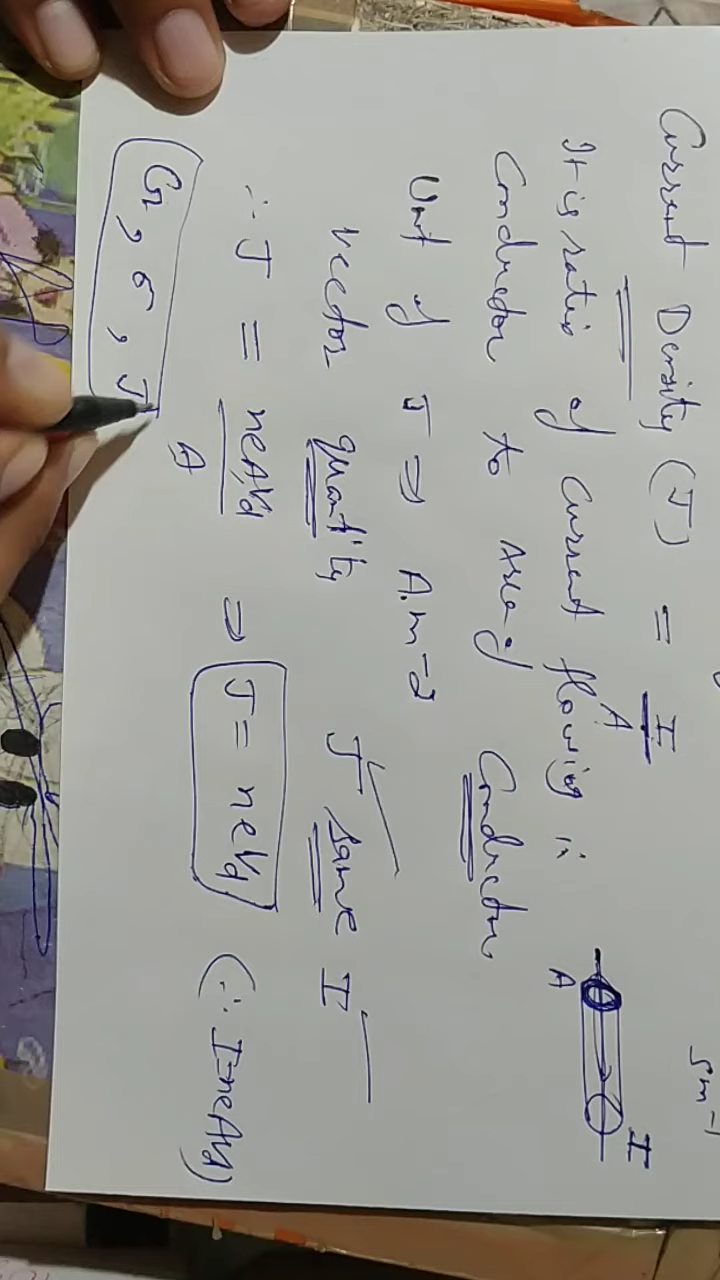 S m-1
Current Density (J) = I/A
It is ratio of current flowing in
Conductor to area of Conductor
A I
Unit of J ⇒ A.m-2
vector quantity J same I
∴ J = neAVd/A ⇒ J = neVd (∵ I=neAVd)
G, σ, J